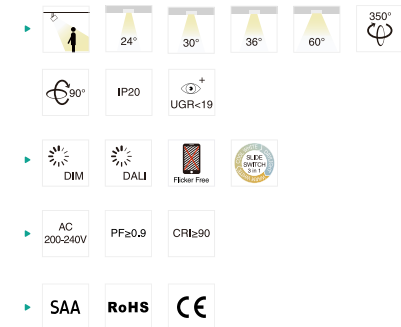 24°
30°
36°
60°
350°
90°
IP20
+
UGR<19
DIM
DALI
Flicker Free
SLIDE
SWITCH
3 in 1
AC
200-240V
PF≥0.9
CRI≥90
SAA
RoHS
CE